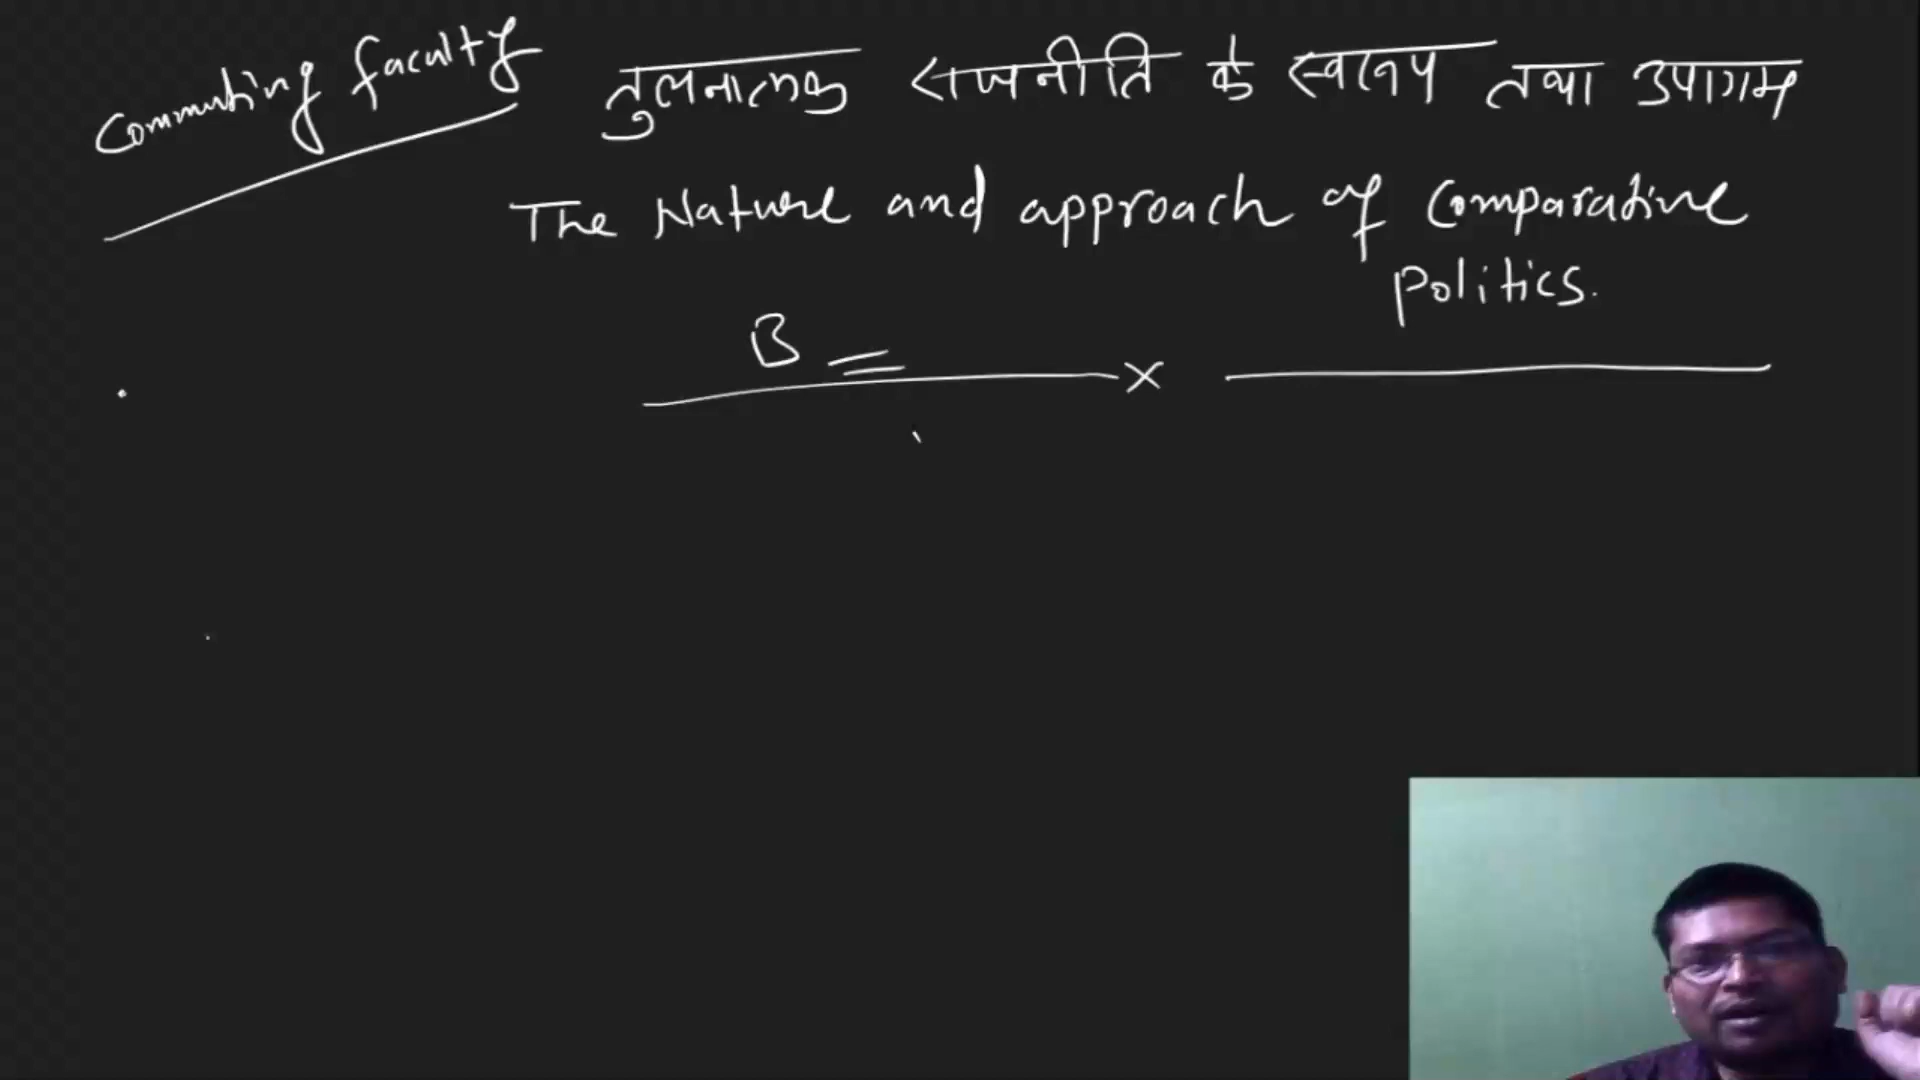 Commuting faculty
तुलनात्मक राजनीति के स्वरूप तथा उपागम
The Nature and approach of Comparative
politics.
B =
×